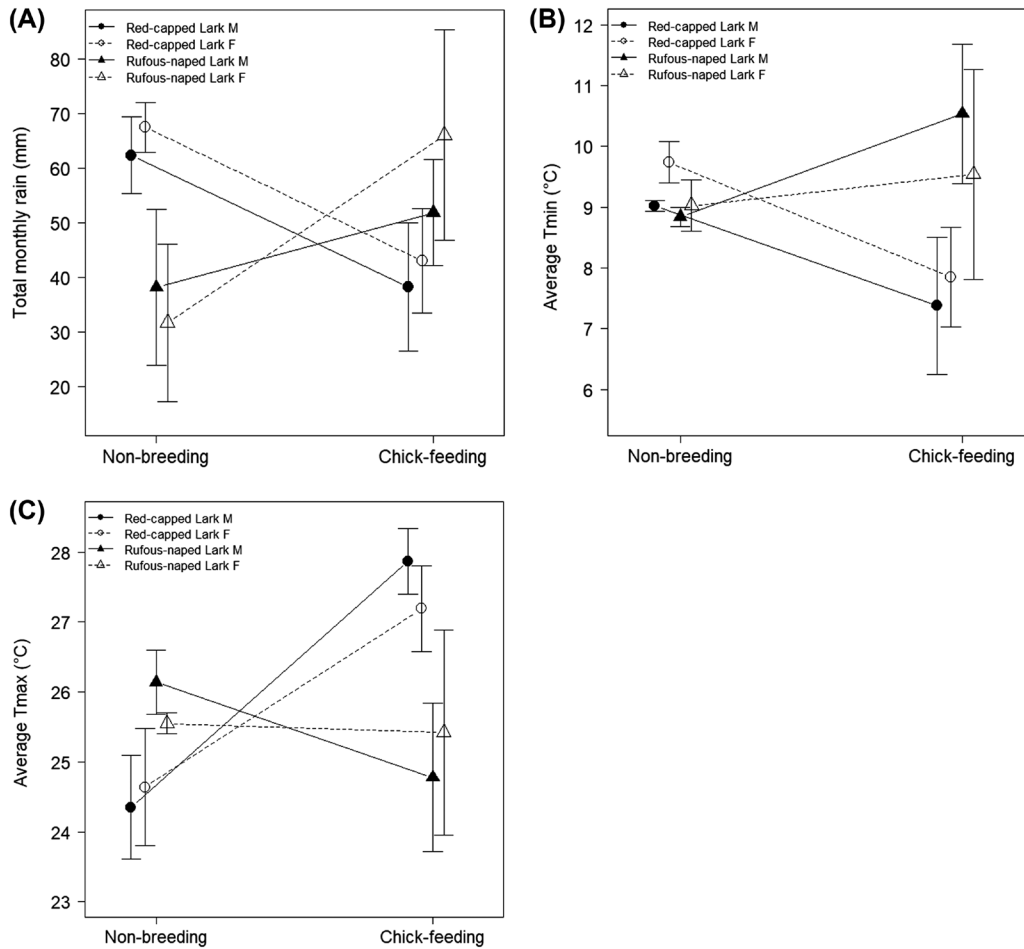 (A)
Red-capped Lark M
Red-capped Lark F
Rufous-naped Lark M
Rufous-naped Lark F
Total monthly rain (mm)
80
70
60
50
40
30
20
Non-breeding Chick-feeding
(B)
Red-capped Lark M
Red-capped Lark F
Rufous-naped Lark M
Rufous-naped Lark F
Average Tmin (°C)
12
11
10
9
8
7
6
Non-breeding Chick-feeding
(C)
Red-capped Lark M
Red-capped Lark F
Rufous-naped Lark M
Rufous-naped Lark F
Average Tmax (°C)
28
27
26
25
24
23
Non-breeding Chick-feeding